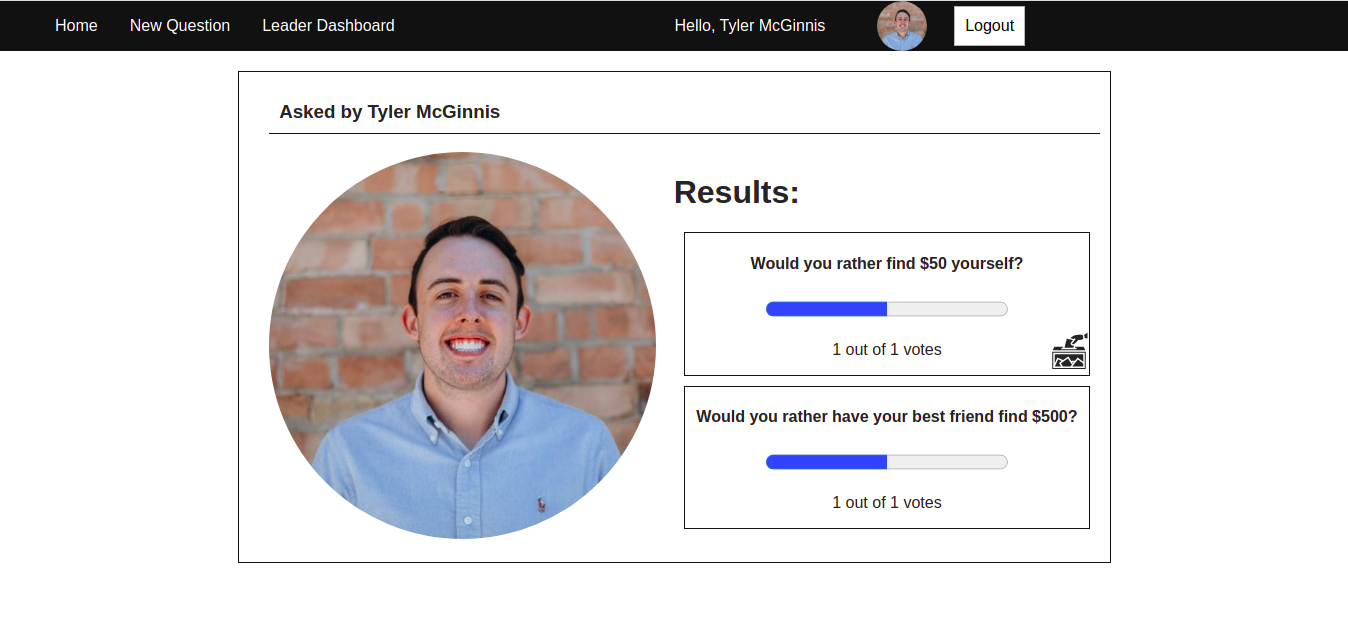 Home New Question Leader Dashboard Hello, Tyler McGinnis Logout
Asked by Tyler McGinnis
Results:
Would you rather find $50 yourself?
1 out of 1 votes
Would you rather have your best friend find $500?
1 out of 1 votes